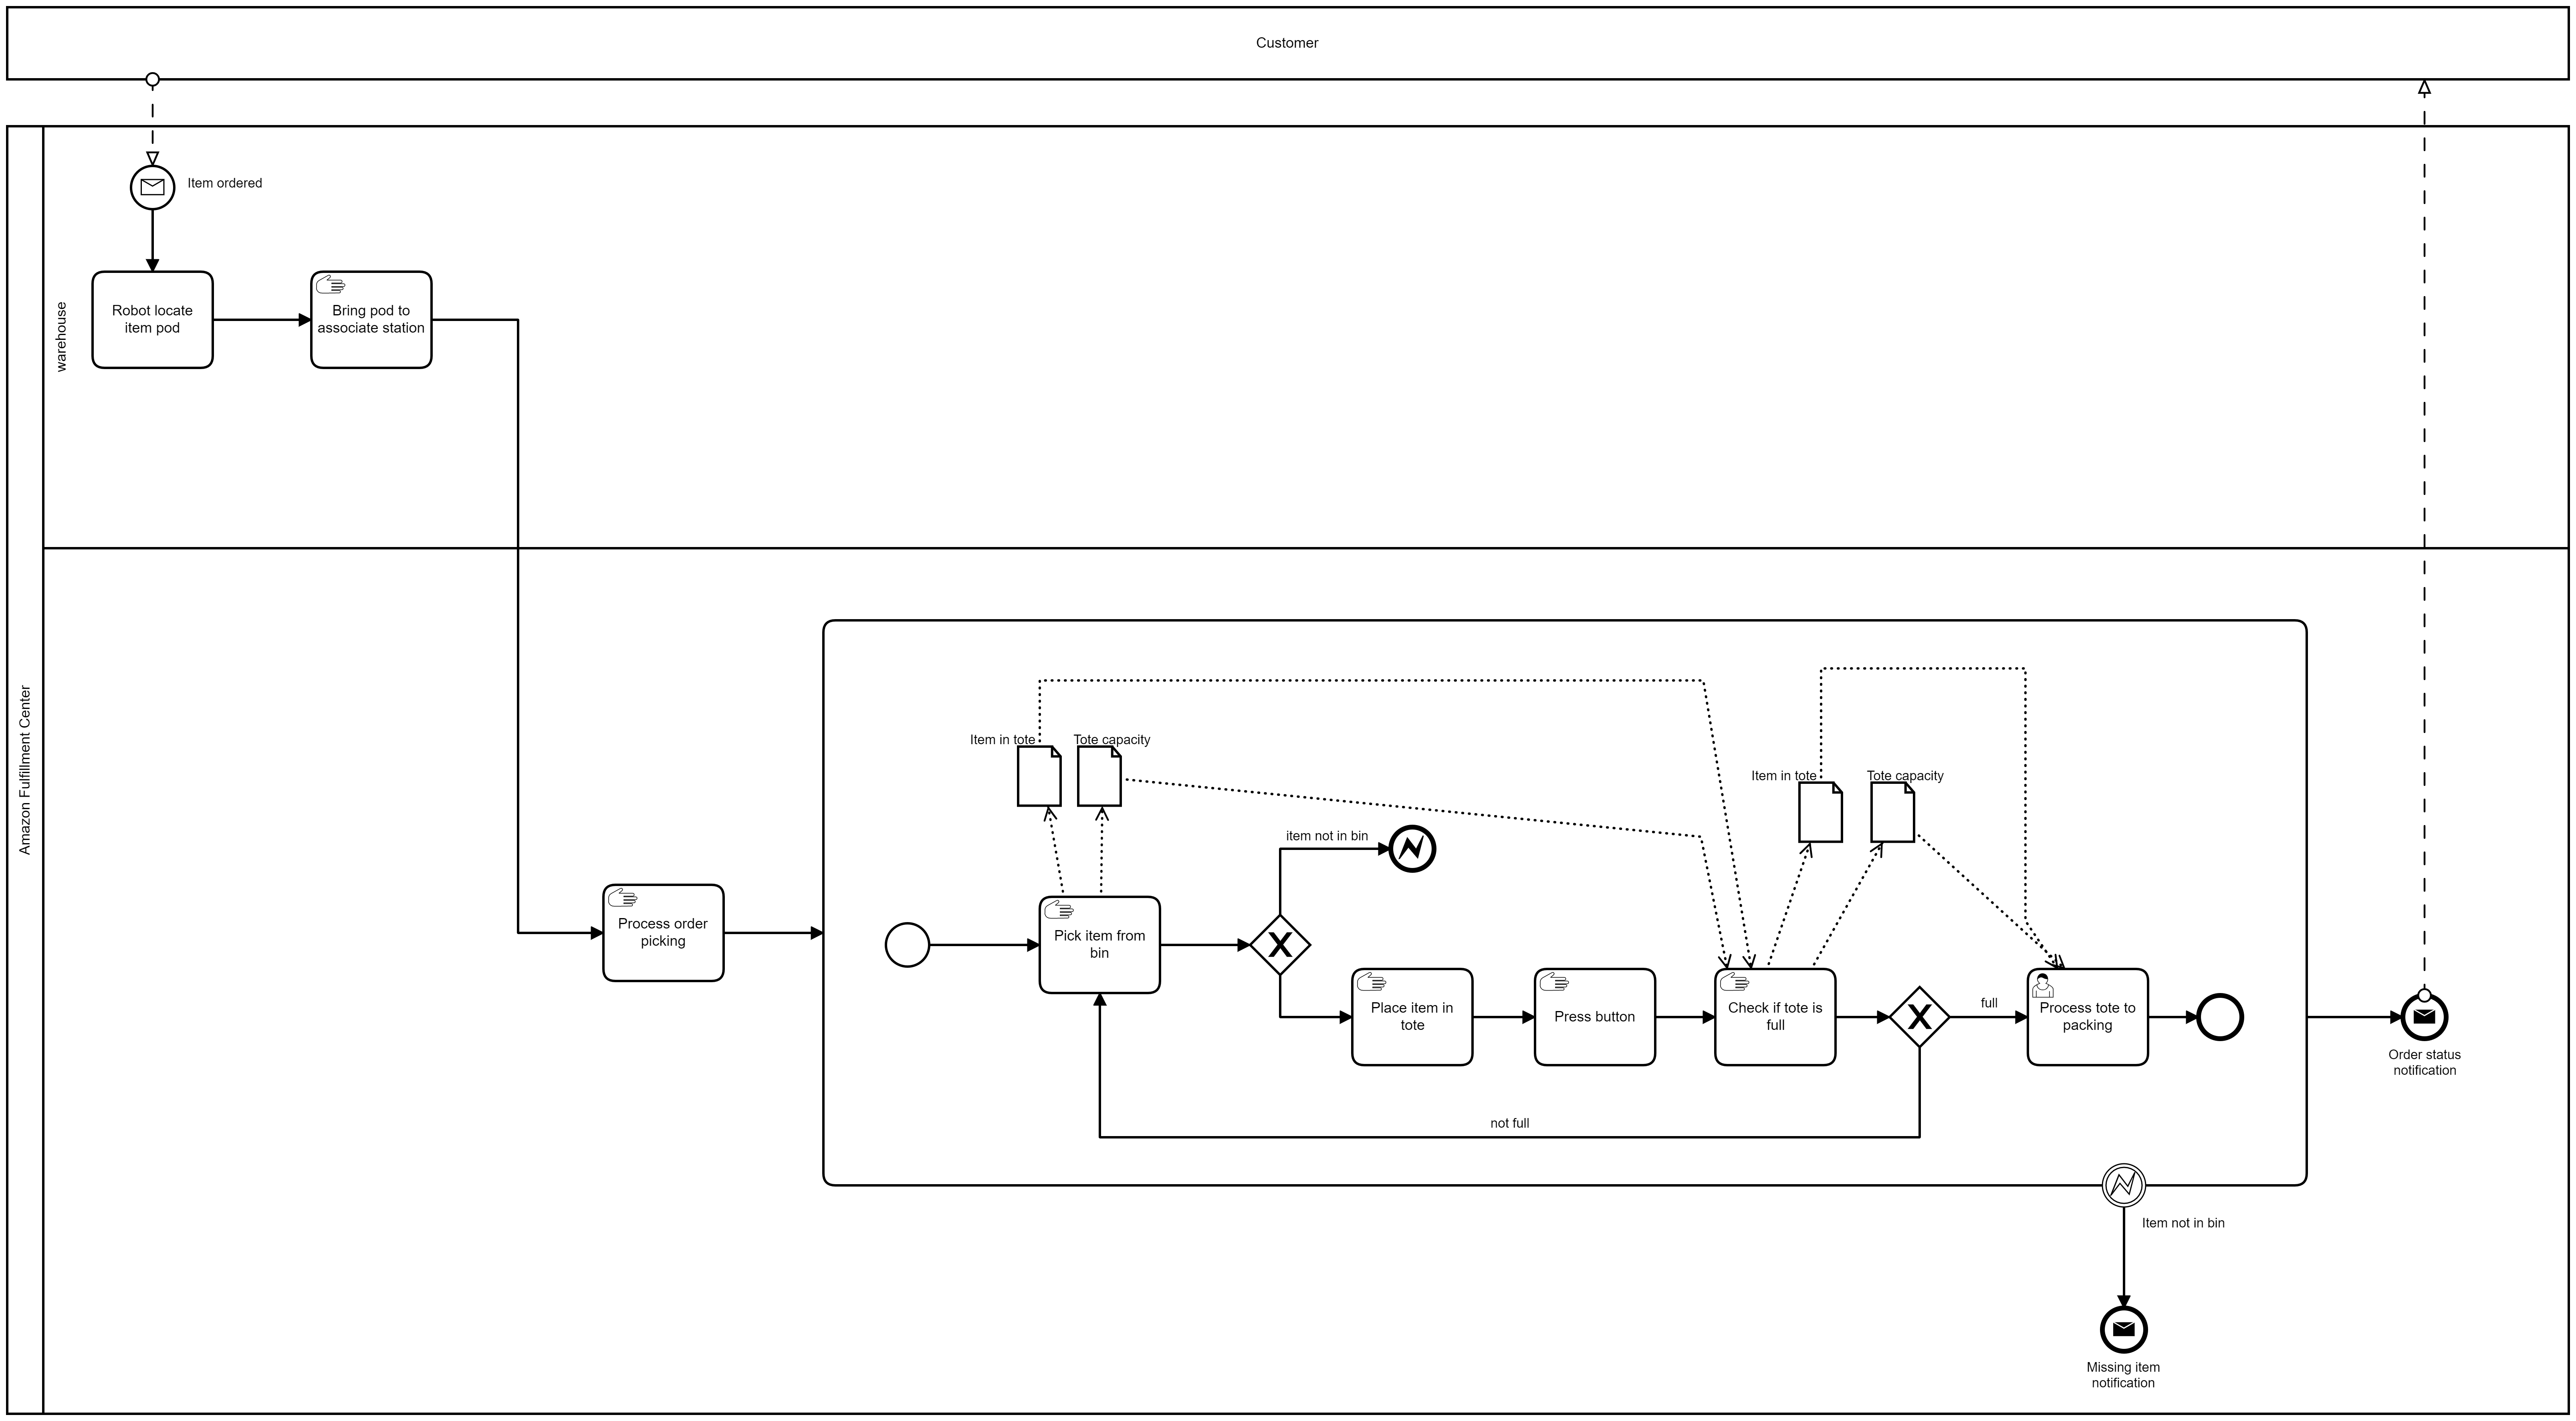 Customer
Item ordered
Robot locate
item pod
Bring pod to
associate station
warehouse
Amazon Fulfillment Center
Process order
picking
Item in tote
Tote capacity
Item in tote
Tote capacity
item not in bin
Pick item from
bin
Place item in
tote
Press button
Check if tote is
full
full
Process tote to
packing
not full
Order status
notification
Item not in bin
Missing item
notification